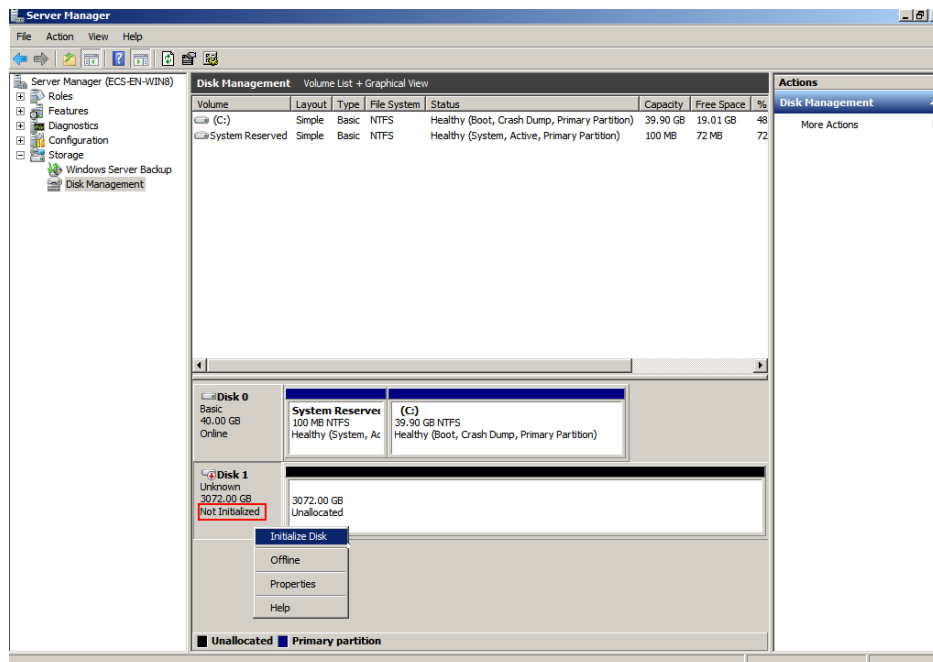 Server Manager
File Action View Help
Server Manager (ECS-EN-WIN8)
Roles
Features
Diagnostics
Configuration
Storage
Windows Server Backup
Disk Management
Disk Management Volume List + Graphical View
Volume Layout Type File System Status Capacity Free Space %
(C:) Simple Basic NTFS Healthy (Boot, Crash Dump, Primary Partition) 39.90 GB 19.01 GB 48
System Reserved Simple Basic NTFS Healthy (System, Active, Primary Partition) 100 MB 72 MB 72
Disk 0
Basic
40.00 GB
Online
System Reserved
100 MB NTFS
Healthy (System, Ac
(C:)
39.90 GB NTFS
Healthy (Boot, Crash Dump, Primary Partition)
Disk 1
Unknown
3072.00 GB
Not Initialized
3072.00 GB
Unallocated
Initialize Disk
Offline
Properties
Help
Unallocated Primary partition
Actions
Disk Management
More Actions